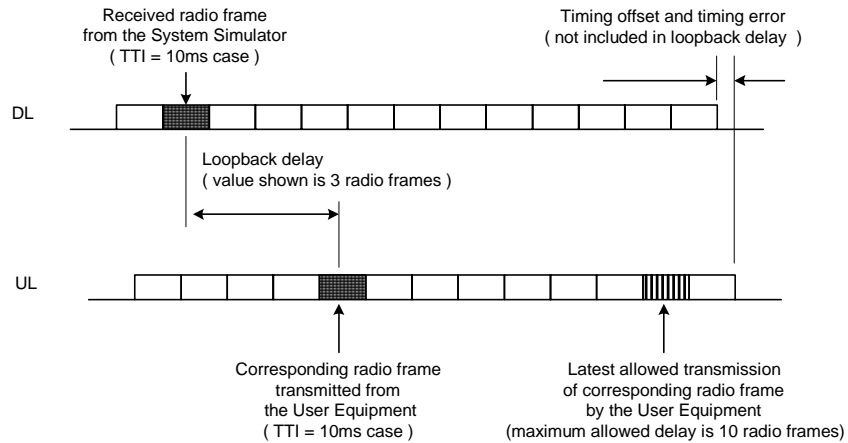 Received radio frame
from the System Simulator
( TTI = 10ms case )
Timing offset and timing error
( not included in loopback delay )
DL
Loopback delay
( value shown is 3 radio frames )
UL
Corresponding radio frame
transmitted from
the User Equipment
( TTI = 10ms case )
Latest allowed transmission
of corresponding radio frame
by the User Equipment
(maximum allowed delay is 10 radio frames)